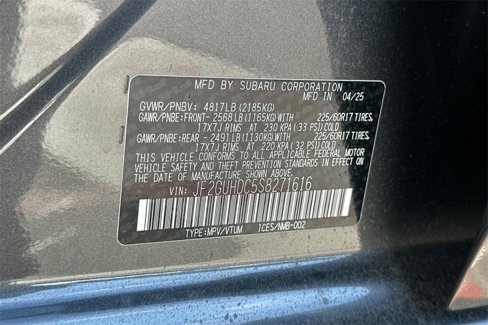 MFD BY SUBARU CORPORATION
MFD IN 04/25
GVWR/PNBV: 4817LB (2185KG)
GAWR/PNBE:FRONT- 2568LB (1165KG)WITH 225/60R17 TIRES
17X7J RIMS AT 230 KPA (33 PSI) COLD
GAWR/PNBE:REAR - 2491LB (1130KG)WITH 225/60R17 TIRES
17X7J RIMS AT 220 KPA (32 PSI) COLD
THIS VEHICLE CONFORMS TO ALL APPLICABLE FEDERAL MOTOR
VEHICLE SAFETY AND THEFT PREVENTION STANDARDS IN EFFECT
ON THE DATE OF MANUFACTURE SHOWN ABOVE.
VIN: JF2GUHDC5S8271616
TYPE:MPV/VTUM ICES/NMB-002